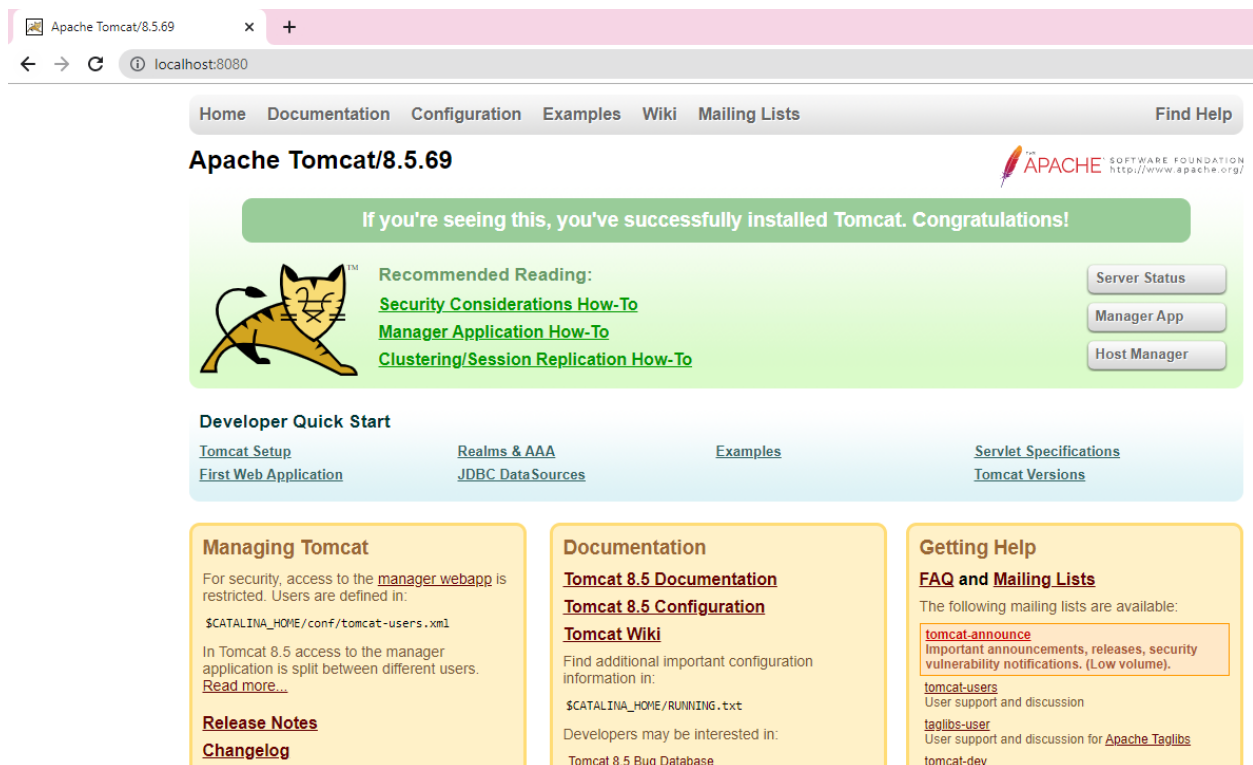 Apache Tomcat/8.5.69
localhost:8080
Home Documentation Configuration Examples Wiki Mailing Lists Find Help
Apache Tomcat/8.5.69
THE APACHE SOFTWARE FOUNDATION
http://www.apache.org/
If you're seeing this, you've successfully installed Tomcat. Congratulations!
TM
Recommended Reading:
Security Considerations How-To
Manager Application How-To
Clustering/Session Replication How-To
Server Status
Manager App
Host Manager
Developer Quick Start
Tomcat Setup
First Web Application
Realms & AAA
JDBC DataSources
Examples
Servlet Specifications
Tomcat Versions
Managing Tomcat
For security, access to the manager webapp is
restricted. Users are defined in:
$CATALINA_HOME/conf/tomcat-users.xml
In Tomcat 8.5 access to the manager
application is split between different users.
Read more...
Release Notes
Changelog
Documentation
Tomcat 8.5 Documentation
Tomcat 8.5 Configuration
Tomcat Wiki
Find additional important configuration
information in:
$CATALINA_HOME/RUNNING.txt
Developers may be interested in:
Tomcat 8.5 Bug Database
Getting Help
FAQ and Mailing Lists
The following mailing lists are available:
tomcat-announce
Important announcements, releases, security
vulnerability notifications. (Low volume).
tomcat-users
User support and discussion
taglibs-user
User support and discussion for Apache Taglibs
tomcat-dev